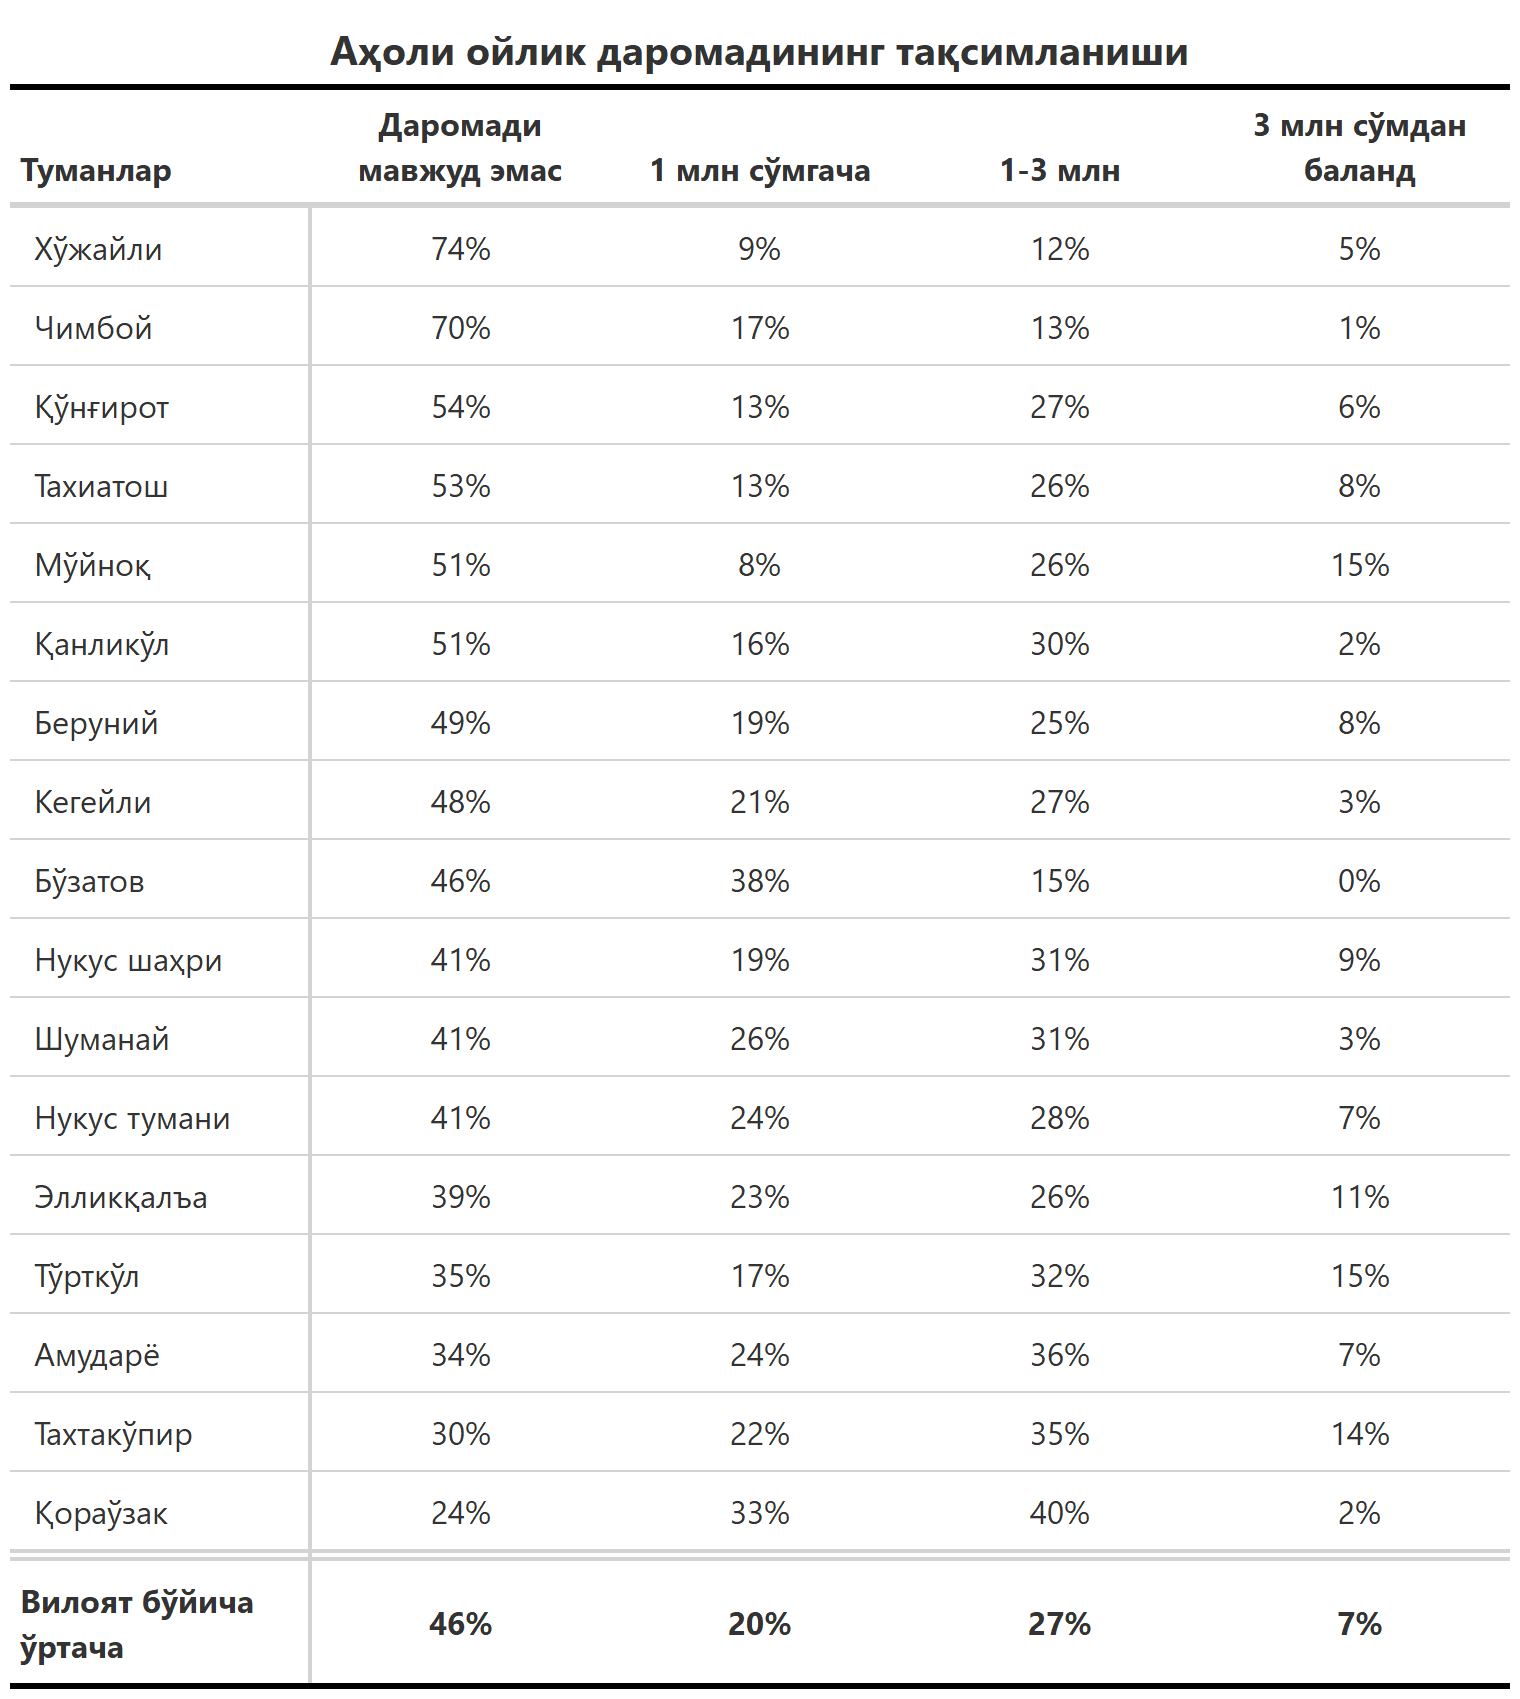 Аҳоли ойлик даромадининг тақсимланиши
Туманлар Даромади мавжуд эмас 1 млн сўмгача 1-3 млн 3 млн сўмдан баланд
Хўжайли 74% 9% 12% 5%
Чимбой 70% 17% 13% 1%
Қўнғирот 54% 13% 27% 6%
Тахиатош 53% 13% 26% 8%
Мўйноқ 51% 8% 26% 15%
Қанликўл 51% 16% 30% 2%
Беруний 49% 19% 25% 8%
Кегейли 48% 21% 27% 3%
Бўзатов 46% 38% 15% 0%
Нукус шаҳри 41% 19% 31% 9%
Шуманай 41% 26% 31% 3%
Нукус тумани 41% 24% 28% 7%
Элликқалъа 39% 23% 26% 11%
Тўрткўл 35% 17% 32% 15%
Амударё 34% 24% 36% 7%
Тахтакўпир 30% 22% 35% 14%
Қораўзак 24% 33% 40% 2%
Вилоят бўйича ўртача 46% 20% 27% 7%